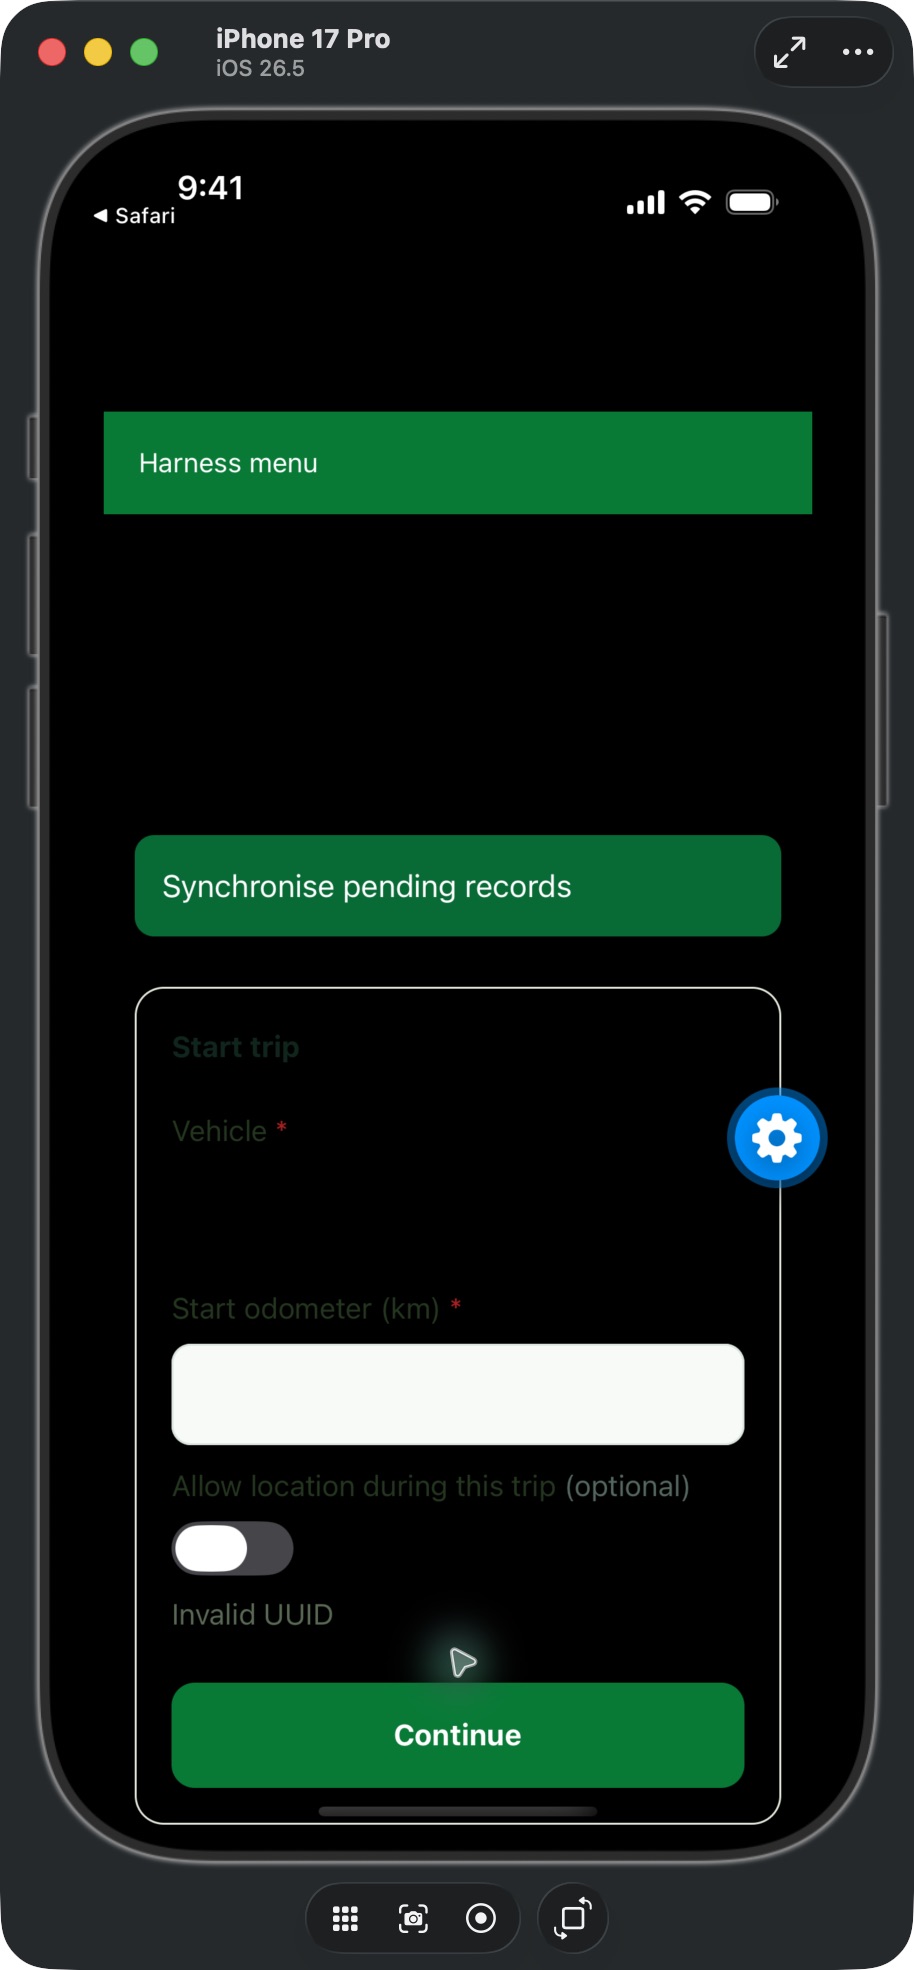 iPhone 17 Pro
iOS 26.5
9:41
Safari
Harness menu
Synchronise pending records
Start trip
Vehicle *
Start odometer (km) *
Allow location during this trip (optional)
Invalid UUID
Continue